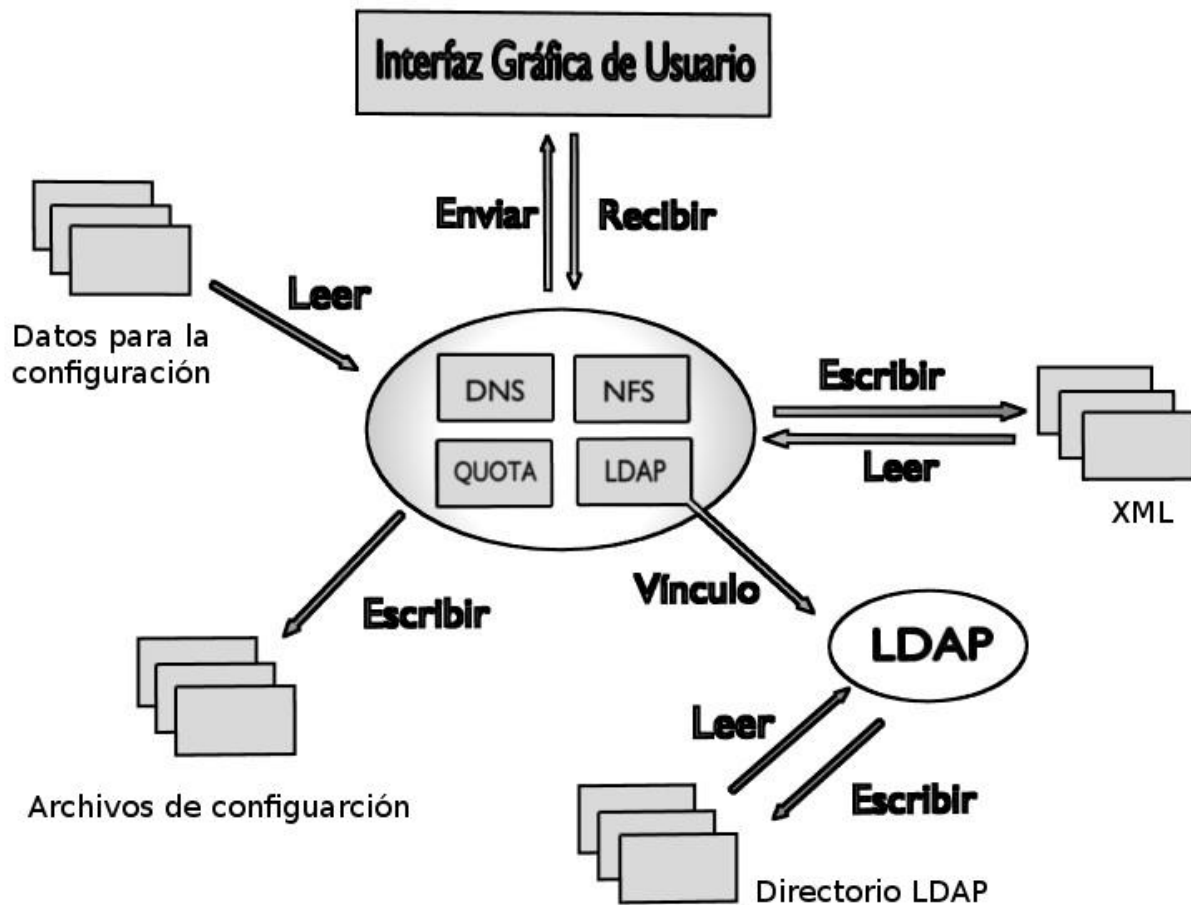 Interfaz Gráfica de Usuario
Enviar
Recibir
Leer
Datos para la
configuración
DNS
NFS
QUOTA
LDAP
Escribir
Leer
XML
Vínculo
Escribir
LDAP
Leer
Escribir
Archivos de configuarción
Directorio LDAP